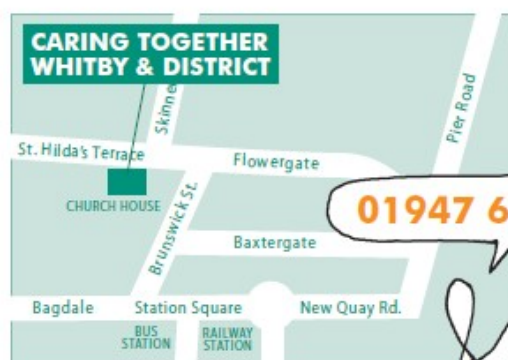 CARING TOGETHER
WHITBY & DISTRICT
Pier Road
St. Hilda's Terrace
Flowergate
CHURCH HOUSE
Brunswick St.
01947 6
Baxtergate
Bagdale
Station Square
New Quay Rd.
BUS
STATION
RAILWAY
STATION